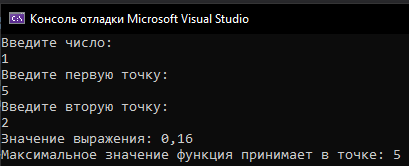 C:\ Консоль отладки Microsoft Visual Studio
Введите число:
1
Введите первую точку:
5
Введите вторую точку:
2
Значение выражения: 0,16
Максимальное значение функция принимает в точке: 5